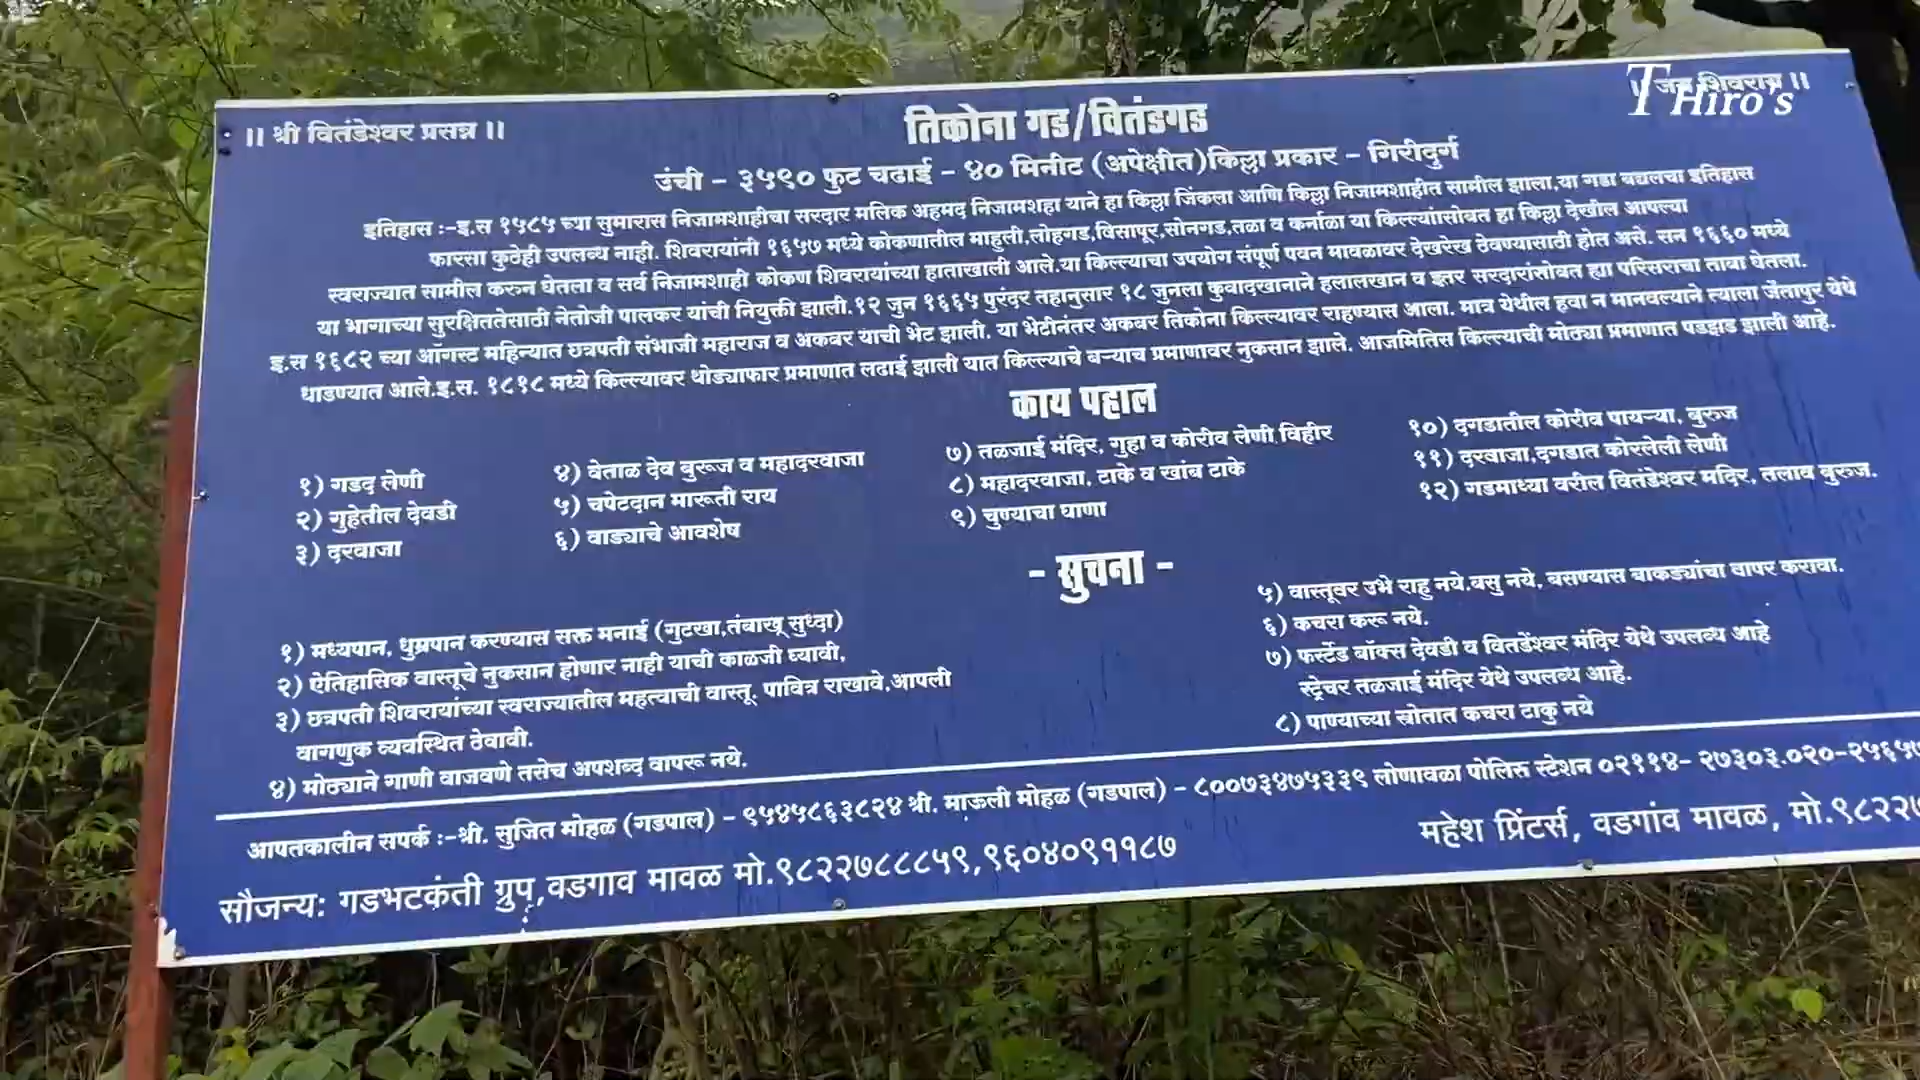 ।। श्री वितंडेश्वर प्रसन्न ।।
।। जय शिवराय ।।
T Hiro's
तिकोना गड/वितंडगड
उंची - ३५९० फुट चढाई - ४० मिनीट (अपेक्षीत)किल्ला प्रकार - गिरीदुर्ग
इतिहास :-इ.स १५८५ च्या सुमारास निजामशाहीचा सरदार मलिक अहमद निजामशहा याने हा किल्ला जिंकला आणि किल्ला निजामशाहीत सामील झाला,या गडा बद्यलचा इतिहास
फारसा कुठेही उपलब्ध नाही. शिवरायांनी १६५७ मध्ये कोकणातील माहुली,लोहगड,विसापूर,सोनगड,तळा व कर्नाळा या किल्ल्यांसोबत हा किल्ला देखील आपल्या
स्वराज्यात सामील करुन घेतला व सर्व निजामशाही कोकण शिवरायांच्या हाताखाली आले.या किल्ल्याचा उपयोग संपूर्ण पवन मावळावर देखरेख ठेवण्यासाठी होत असे. सन १६६० मध्ये
या भागाच्या सुरक्षिततेसाठी नेतोजी पालकर यांची नियुक्ती झाली.१२ जुन १६६५ पुरंदर तहानुसार १८ जुनला कुवादखानाने हलालखान व इतर सरदारांसोबत ह्या परिसराचा ताबा घेतला.
इ.स १६८२ च्या ऑगस्ट महिन्यात छत्रपती संभाजी महाराज व अकबर यांची भेट झाली. या भेटीनंतर अकबर तिकोना किल्ल्यावर राहण्यास आला. मात्र येथील हवा न मानवल्याने त्याला जेंतापुर येथे
धाडण्यात आले.इ.स. १८१८ मध्ये किल्ल्यावर थोड्याफार प्रमाणात लढाई झाली यात किल्ल्याचे बऱ्याच प्रमाणावर नुकसान झाले. आजमितिस किल्ल्याची मोठ्या प्रमाणात पडझड झाली आहे.
काय पहाल
१) गडद लेणी
२) गुहेतील देवडी
३) दरवाजा
४) वेताळ देव बुरूज व महादरवाजा
५) चपेटदान मारूती राय
६) वाड्याचे आवशेष
७) तळजाई मंदिर, गुहा व कोरीव लेणी,विहीर
८) महादरवाजा, टाके व खांब टाके
९) चुण्याचा घाणा
१०) दगडातील कोरीव पायऱ्या, बुरुज
११) दरवाजा,दगडात कोरलेली लेणी
१२) गडमाध्या वरील वितंडेश्वर मदिर, तलाव बुरुज.
- सुचना -
१) मध्यपान, धुम्रपान करण्यास सक्त मनाई (गुटखा,तंबाखू सुध्दा)
२) ऐतिहासिक वास्तूचे नुकसान होणार नाही याची काळजी घ्यावी,
३) छत्रपती शिवरायांच्या स्वराज्यातील महत्वाची वास्तू. पावित्र राखावे,आपली
वागणुक व्यवस्थित ठेवावी.
४) मोठ्याने गाणी वाजवणे तसेच अपशब्द वापरू नये.
५) वास्तूवर उभे राहु नये.बसु नये, बसण्यास बाकड्यांचा वापर करावा.
६) कचरा करू नये.
७) फर्स्टेड बॉक्स देवडी व वितडेंश्वर मंदिर येथे उपलब्ध आहे
स्ट्रेचर तळजाई मंदिर येथे उपलब्ध आहे.
८) पाण्याच्या स्रोतात कचरा टाकु नये
आपतकालीन सपर्क :-श्री. सुजित मोहळ (गडपाल) - ९५४५८६३८२४ श्री. माऊली मोहळ (गडपाल) - ८००७३४७५३३९ लोणावळा पोलिस स्टेशन ०२११४- २७३०३.०२०-२५६५७
सौजन्य: गडभटकंती ग्रुप,वडगाव मावळ मो.९८२२७८८८५९,९६०४०९११८७
महेश प्रिंटर्स, वडगांव मावळ, मो.९८२२७